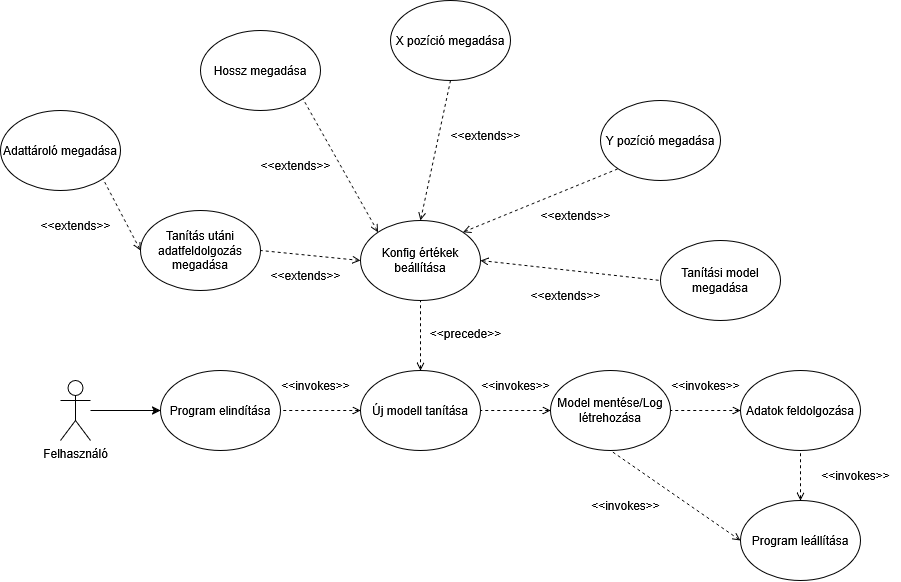 X pozíció megadása
Hossz megadása
<<extends>>
Y pozíció megadása
Adattároló megadása
<<extends>>
<<extends>>
<<extends>>
Tanítás utáni
adatfeldolgozás
megadása
<<extends>>
Konfig értékek
beállítása
Tanítási model
megadása
<<extends>>
<<precede>>
Felhasználó
Program elindítása
<<invokes>>
Új modell tanítása
<<invokes>>
Model mentése/Log
létrehozása
<<invokes>>
Adatok feldolgozása
<<invokes>>
<<invokes>>
Program leállítása